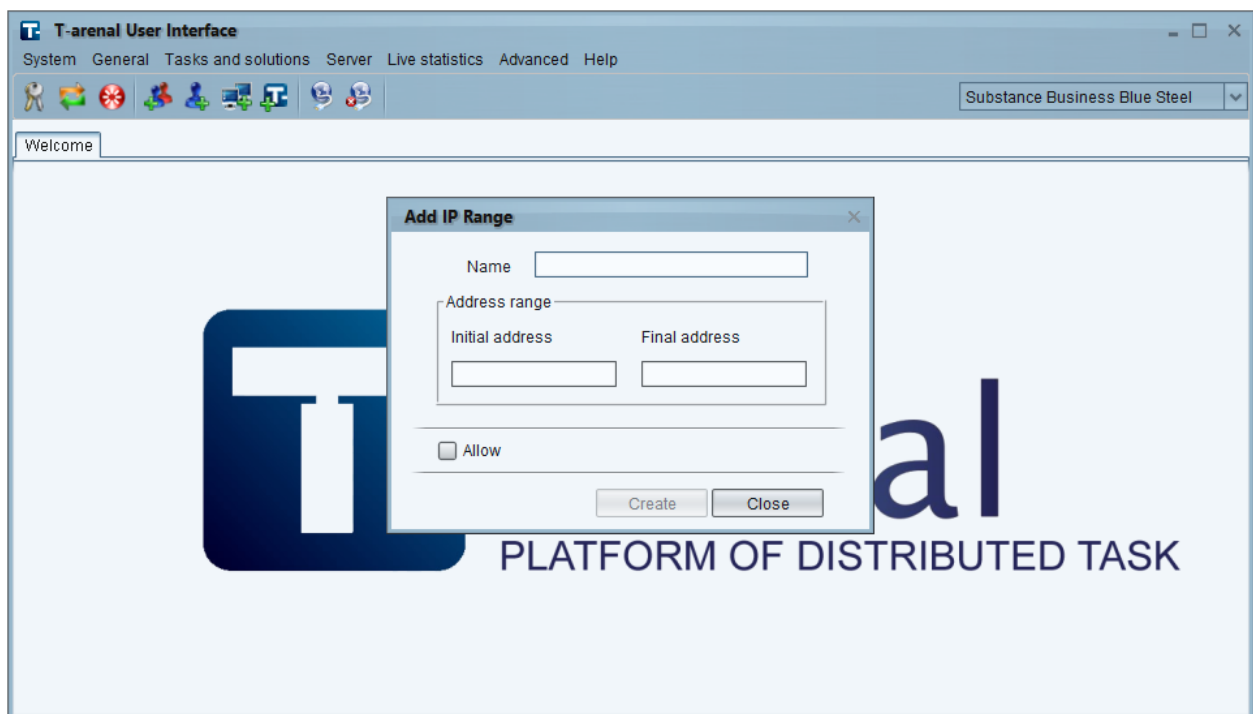 T-arenal User Interface
System General Tasks and solutions Server Live statistics Advanced Help
Substance Business Blue Steel
Welcome
Add IP Range
Name
Address range
Initial address Final address
Allow
Create Close
al
PLATFORM OF DISTRIBUTED TASK